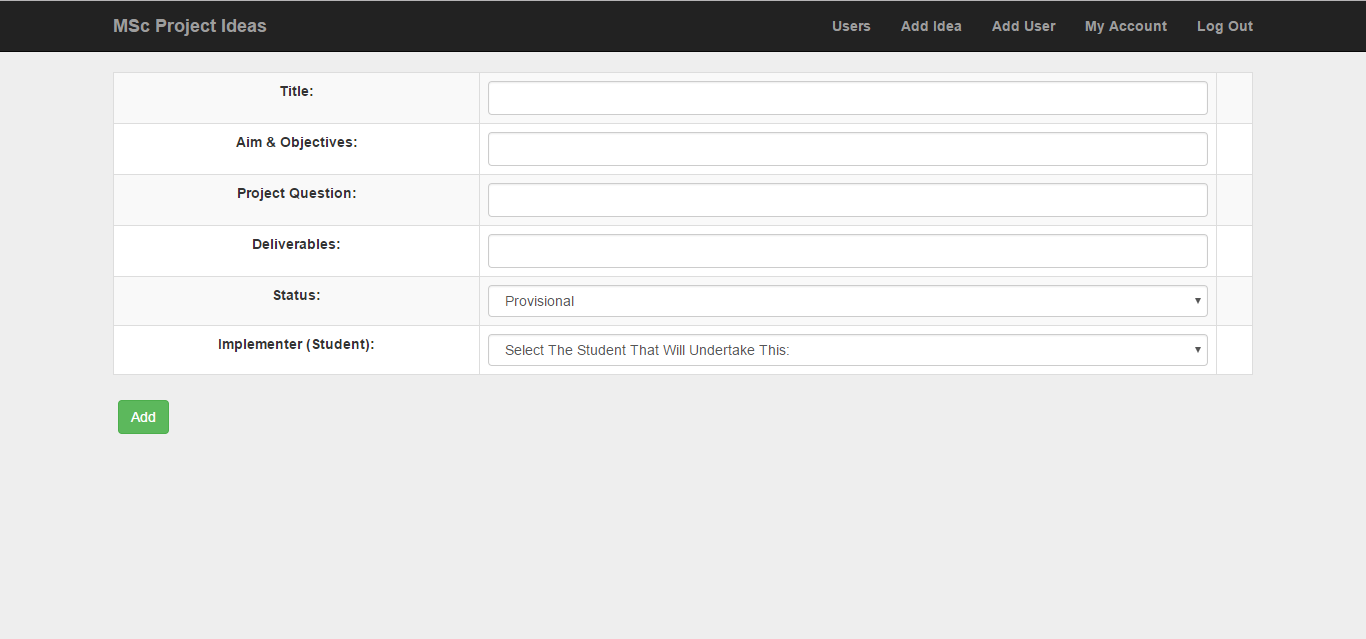 MSc Project Ideas Users Add Idea Add User My Account Log Out
Title:
Aim & Objectives:
Project Question:
Deliverables:
Status: Provisional
Implementer (Student): Select The Student That Will Undertake This:
Add